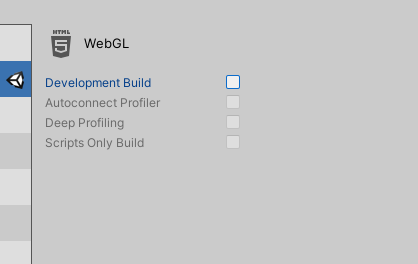 HTML
5
WebGL
Development Build
Autoconnect Profiler
Deep Profiling
Scripts Only Build